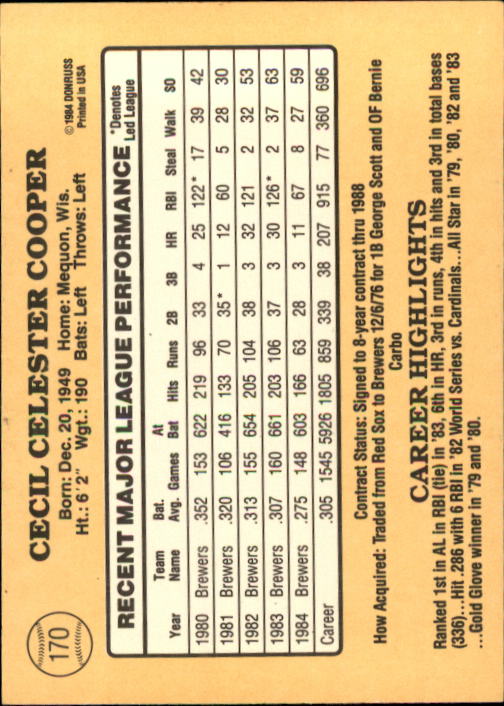 170
CECIL CELESTER COOPER
Born: Dec. 20, 1949 Home: Mequon, Wis.
Ht.: 6'2" Wgt.: 190 Bats: Left Throws: Left
© 1984 DONRUSS
Printed in USA
RECENT MAJOR LEAGUE PERFORMANCE *Denotes Led League
Year Team Name Bat. Avg. Games At Bat Hits Runs 2B 3B HR RBI Steal Walk SO
1980 Brewers .352 153 622 219 96 33 4 25 122* 17 39 42
1981 Brewers .320 106 416 133 70 35* 1 12 60 5 28 30
1982 Brewers .313 155 654 205 104 38 3 32 121 2 32 53
1983 Brewers .307 160 661 203 106 37 3 30 126* 2 37 63
1984 Brewers .275 148 603 166 63 28 3 11 67 8 27 59
Career .305 1545 5926 1805 859 339 38 207 915 77 360 696
Contract Status: Signed to 8-year contract thru 1988
How Acquired: Traded from Red Sox to Brewers 12/6/76 for 1B George Scott and OF Bernie
Carbo
CAREER HIGHLIGHTS
Ranked 1st in AL in RBI (tie) in '83, 6th in HR, 3rd in runs, 4th in hits and 3rd in total bases
(336)...Hit .286 with 6 RBI in '82 World Series vs. Cardinals...All Star in '79, '80, '82 and '83
...Gold Glove winner in '79 and '80.